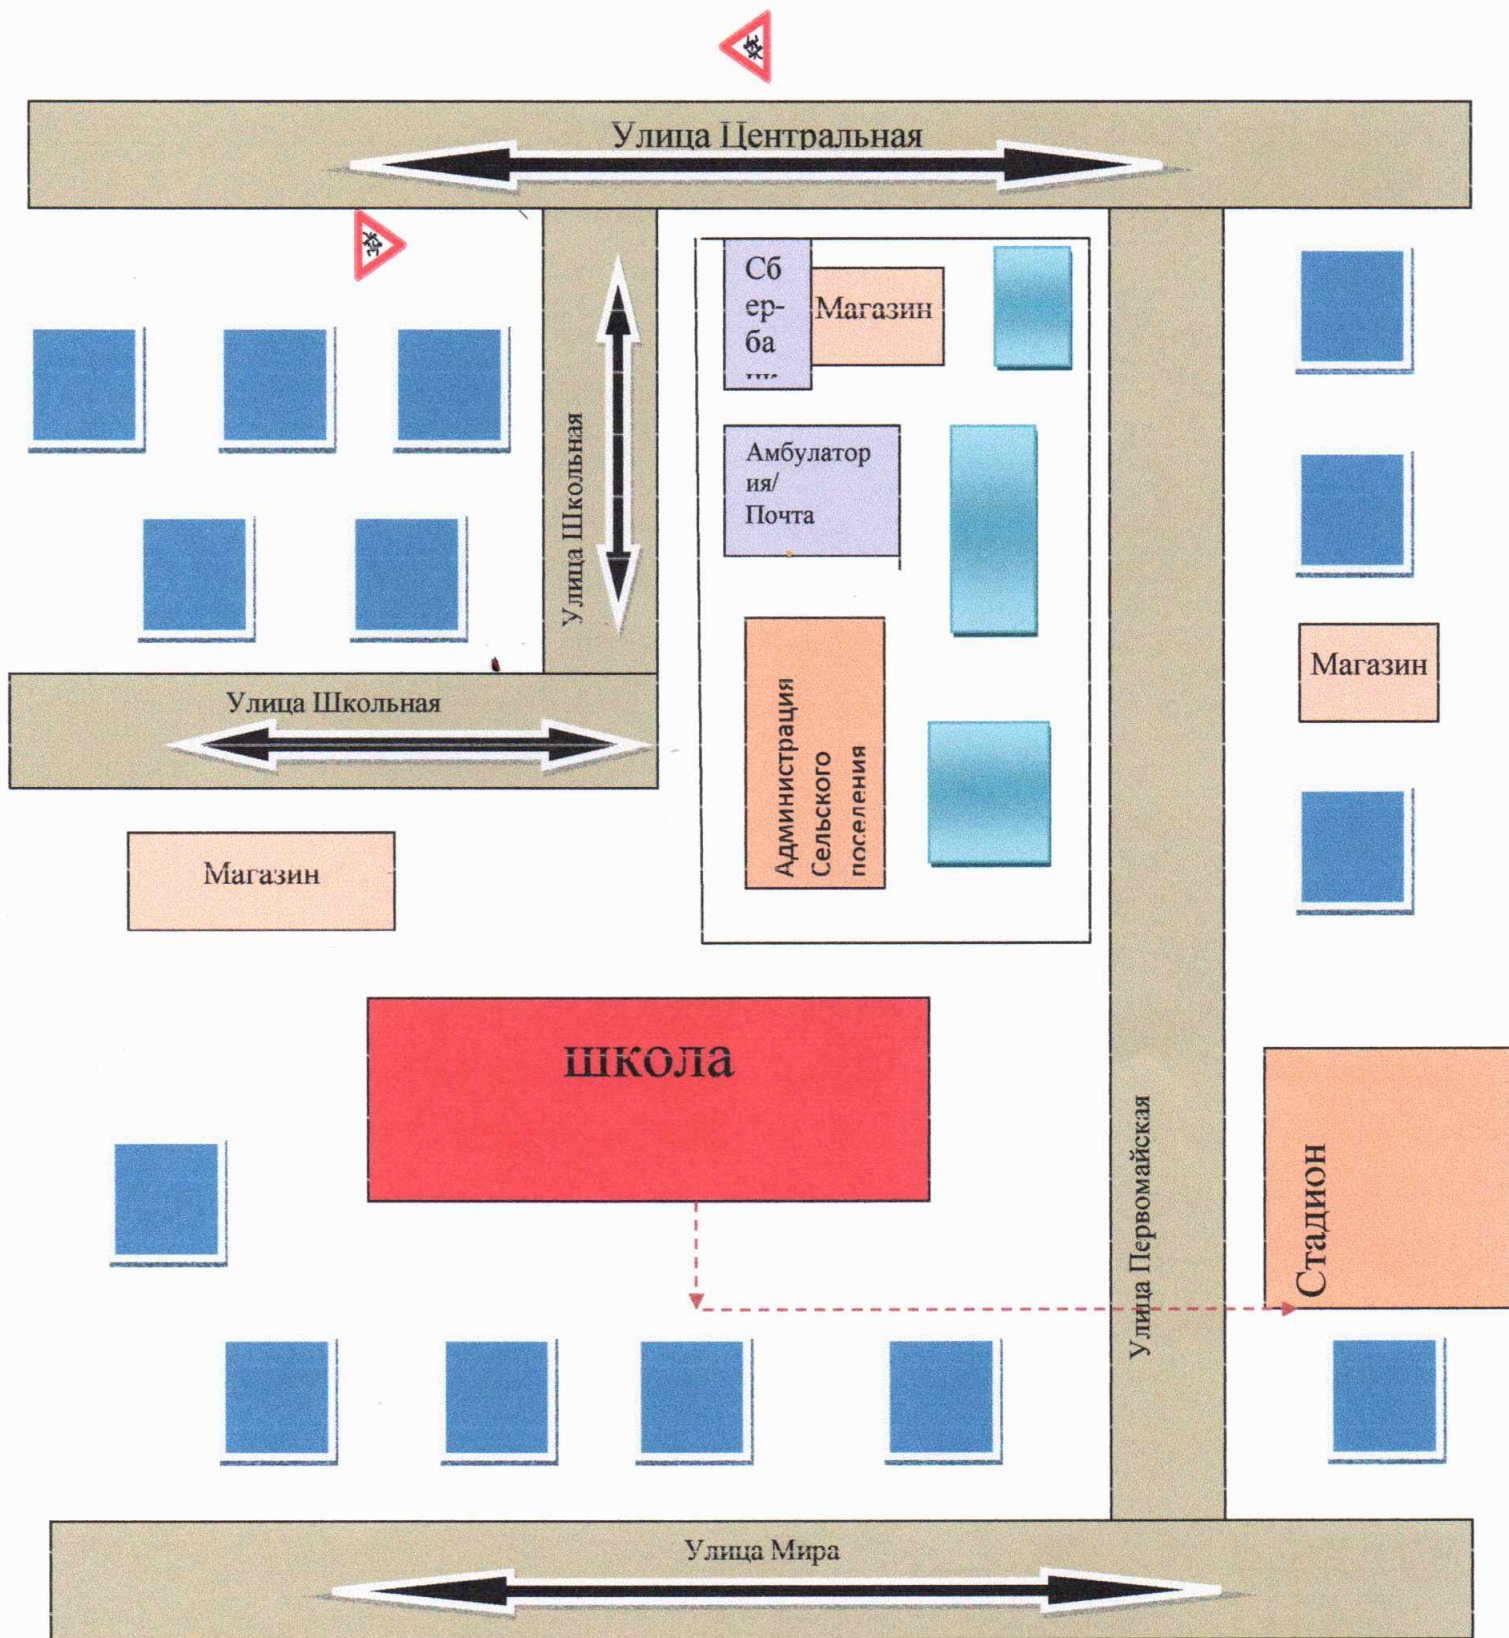 Улица Центральная
Сб
ер-
ба
Магазин
Улица Школьная
Амбулатор
ия/
Почта
Улица Школьная
Администрация
Сельского
поселения
Магазин
Магазин
школа
Улица Первомайская
Стадион
Улица Мира